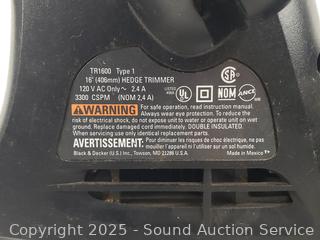 TR1600 Type 1
16" (406mm) HEDGE TRIMMER
120 V AC Only ~ 2.4 A
3300 CSPM (NOM 2,4 A)
LISTED
UL
NOM
ANCE
WARNING For safe operation, read instruction manual.
Always wear eye protection. To reduce the
risk of electrical shock, do not expose to water or operate unit on wet
ground. Replace damaged cord immediately. DOUBLE INSULATED.
When servicing use only identical replacement parts.
AVERTISSEMENT: Pour diminuer les risques de choc électrique, ne pas
mouiller l'appareil ni l'utiliser sur un sol humide.
Black & Decker (U.S.) Inc., Towson, MD 21286 U.S.A. Made in Mexico
Copyright 2025 - Sound Auction Service